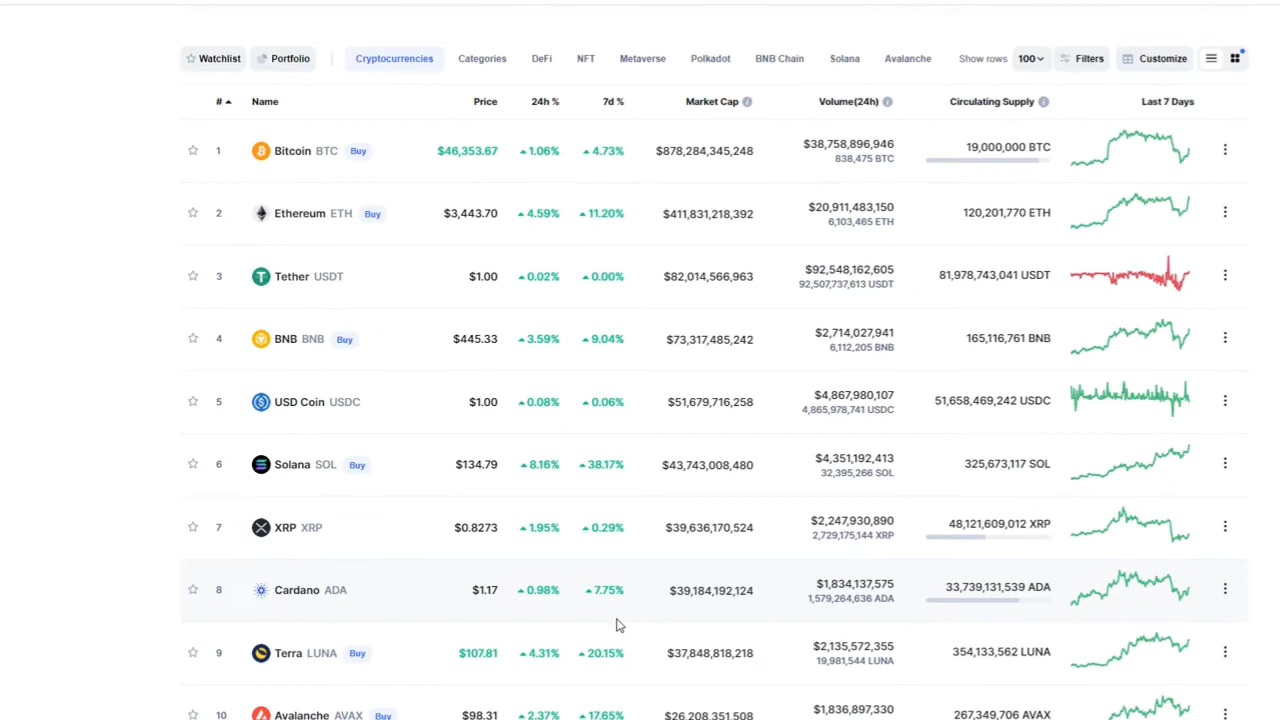 Watchlist Portfolio Cryptocurrencies Categories DeFi NFT Metaverse Polkadot BNB Chain Solana Avalanche Show rows 100 Filters Customize
# Name Price 24h % 7d % Market Cap Volume(24h) Circulating Supply Last 7 Days
1 Bitcoin BTC Buy $46,353.67 1.06% 4.73% $878,284,345,248 $38,758,896,946 19,000,000 BTC
838,475 BTC
2 Ethereum ETH Buy $3,443.70 4.59% 11.20% $411,831,218,392 $20,911,483,150 120,201,770 ETH
6,103,465 ETH
3 Tether USDT $1.00 0.02% 0.00% $82,014,566,963 $92,548,162,605 81,978,743,041 USDT
92,507,737,613 USDT
4 BNB BNB Buy $445.33 3.59% 9.04% $73,317,485,242 $2,714,027,941 165,116,761 BNB
6,112,205 BNB
5 USD Coin USDC $1.00 0.08% 0.06% $51,679,716,258 $4,867,980,107 51,658,469,242 USDC
4,865,978,741 USDC
6 Solana SOL Buy $134.79 8.16% 38.17% $43,743,008,480 $4,351,192,413 325,673,117 SOL
32,395,266 SOL
7 XRP XRP $0.8273 1.95% 0.29% $39,636,170,524 $2,247,930,890 48,121,609,012 XRP
2,729,175,144 XRP
8 Cardano ADA $1.17 0.98% 7.75% $39,184,192,124 $1,834,137,575 33,739,131,539 ADA
1,579,264,636 ADA
9 Terra LUNA Buy $107.81 4.31% 20.15% $37,848,818,218 $2,135,572,355 354,133,562 LUNA
19,981,544 LUNA
10 Avalanche AVAX Buy $98.31 2.37% 17.65% $26,208,351,508 $1,836,897,330 267,349,706 AVAX